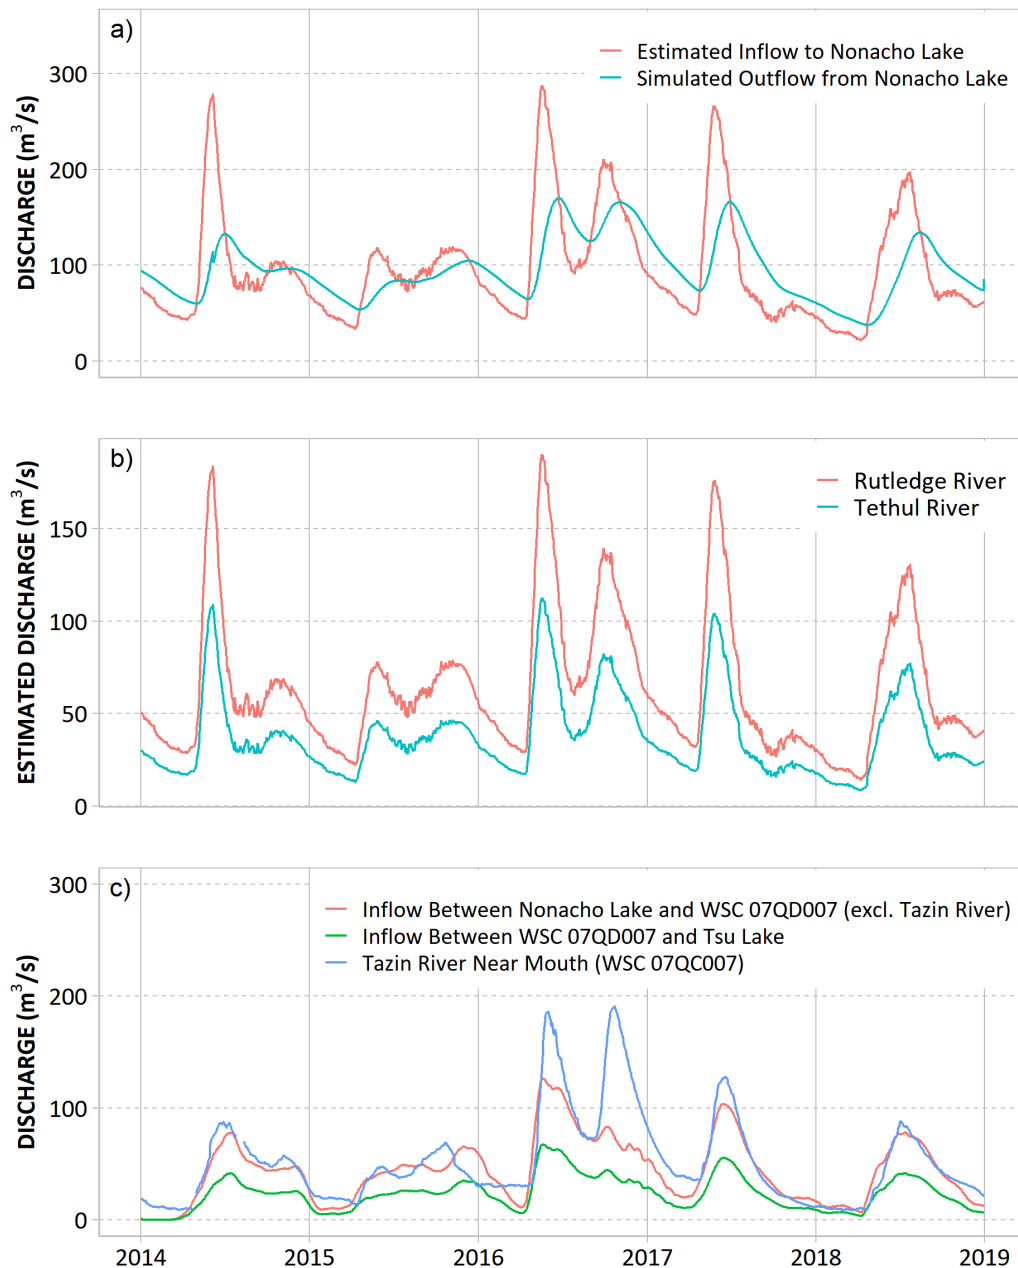 a)
Estimated Inflow to Nonacho Lake
Simulated Outflow from Nonacho Lake
300
200
100
0
DISCHARGE (m³/s)
b)
Rutledge River
Tethul River
150
100
50
0
ESTIMATED DISCHARGE (m³/s)
c)
Inflow Between Nonacho Lake and WSC 07QD007 (excl. Tazin River)
Inflow Between WSC 07QD007 and Tsu Lake
Tazin River Near Mouth (WSC 07QC007)
300
200
100
0
DISCHARGE (m³/s)
2014 2015 2016 2017 2018 2019